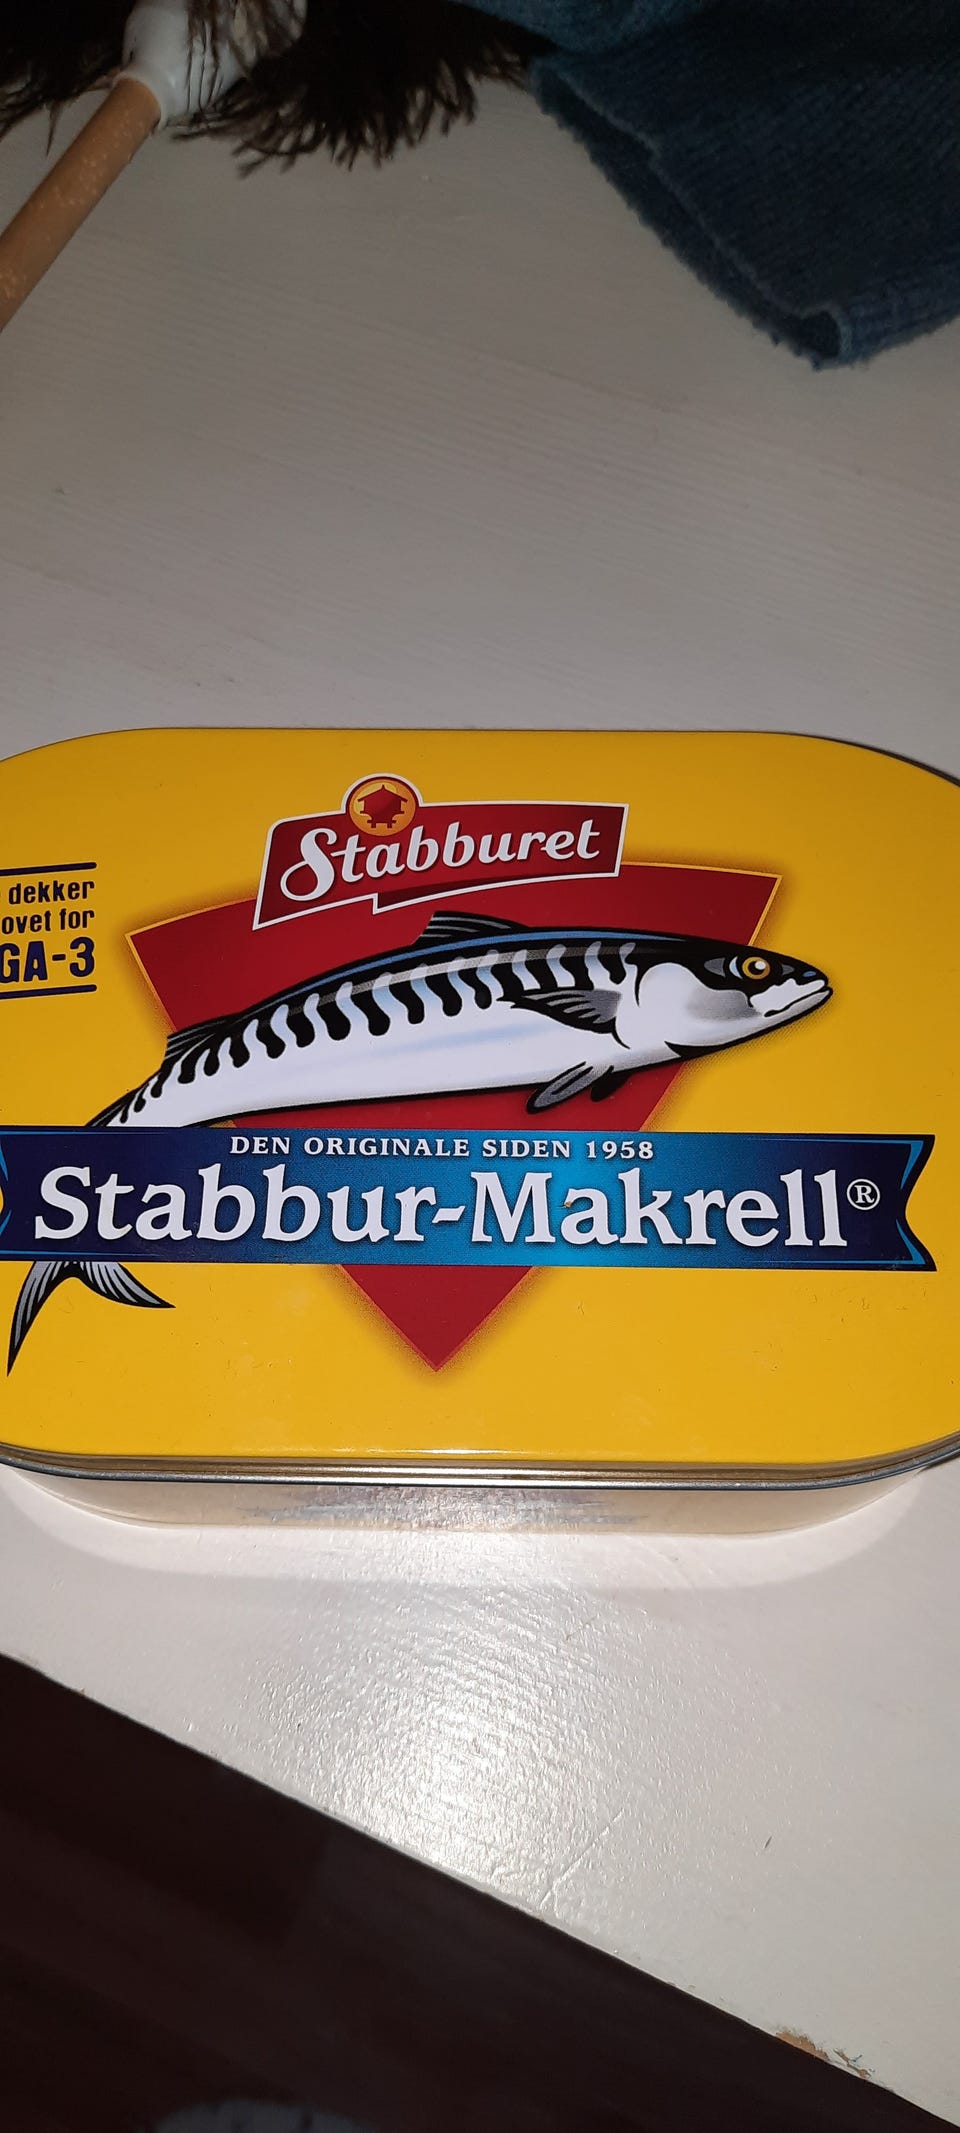 Stabburet
dekker
ovet for
GA-3
DEN ORIGINALE SIDEN 1958
Stabbur-Makrell®